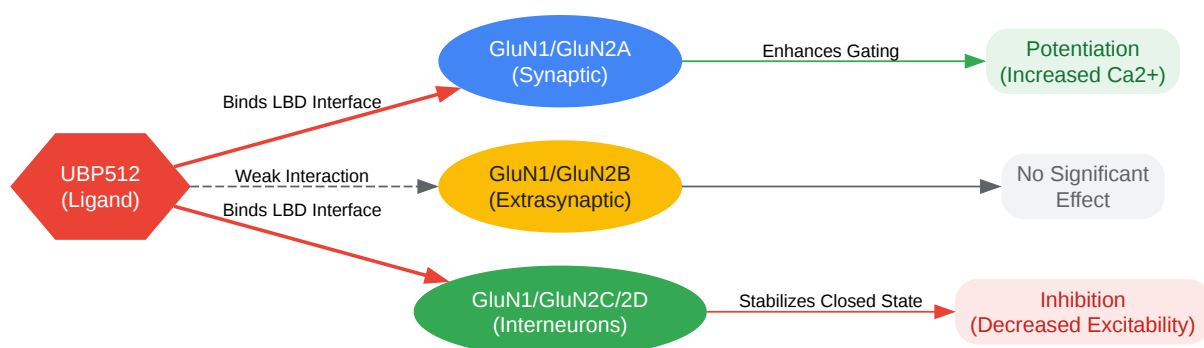 UBP512
(Ligand)
Binds LBD Interface
Weak Interaction
Binds LBD Interface
GluN1/GluN2A
(Synaptic)
Enhances Gating
Potentiation
(Increased Ca2+)
GluN1/GluN2B
(Extrasynaptic)
No Significant
Effect
GluN1/GluN2C/2D
(Interneurons)
Stabilizes Closed State
Inhibition
(Decreased Excitability)